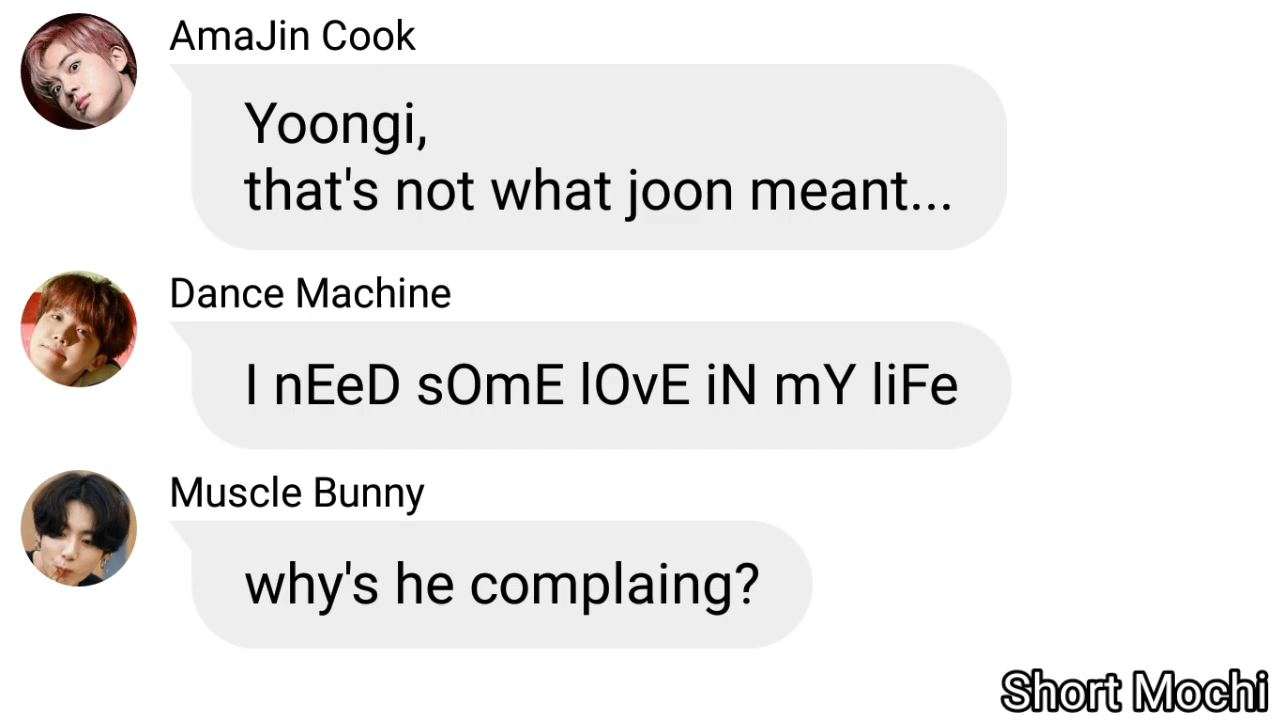 AmaJin Cook
Yoongi,
that's not what joon meant...
Dance Machine
I nEeD sOmE lOvE iN mY liFe
Muscle Bunny
why's he complaing?
Short Mochi